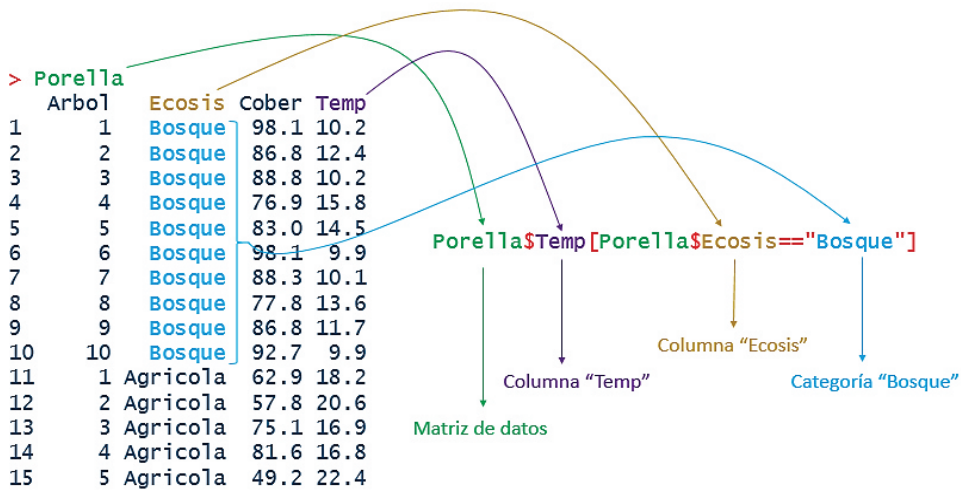 > Porella
Arbol Ecosis Cober Temp
1 1 Bosque 98.1 10.2
2 2 Bosque 86.8 12.4
3 3 Bosque 88.8 10.2
4 4 Bosque 76.9 15.8
5 5 Bosque 83.0 14.5
6 6 Bosque 98.1 9.9
7 7 Bosque 88.3 10.1
8 8 Bosque 77.8 13.6
9 9 Bosque 86.8 11.7
10 10 Bosque 92.7 9.9
11 1 Agricola 62.9 18.2
12 2 Agricola 57.8 20.6
13 3 Agricola 75.1 16.9
14 4 Agricola 81.6 16.8
15 5 Agricola 49.2 22.4
Porella$Temp[Porella$Ecosis=="Bosque"]
Matriz de datos
Columna “Temp”
Columna “Ecosis”
Categoría “Bosque”